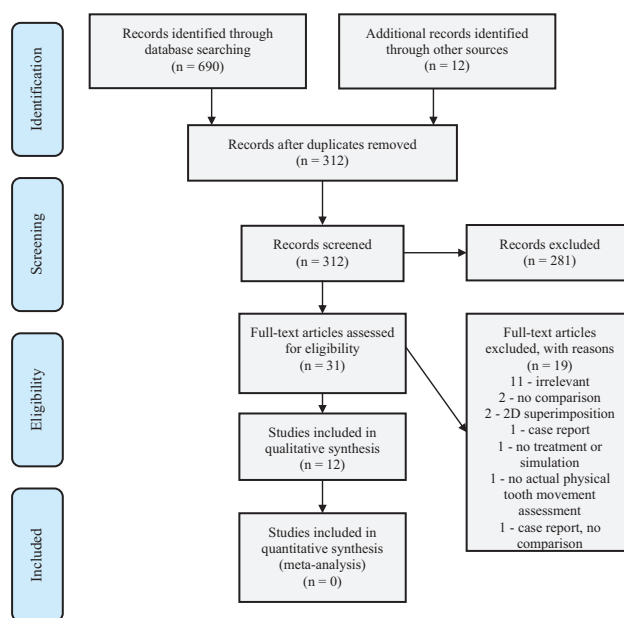 Identification
Records identified through
database searching
(n = 690)
Additional records identified
through other sources
(n = 12)
Records after duplicates removed
(n = 312)
Screening
Records screened
(n = 312)
Records excluded
(n = 281)
Eligibility
Full-text articles assessed
for eligibility
(n = 31)
Full-text articles
excluded, with reasons
(n = 19)
11 - irrelevant
2 - no comparison
2 - 2D superimposition
1 - case report
1 - no treatment or
simulation
1 - no actual physical
tooth movement
assessment
1 - case report, no
comparison
Studies included in
qualitative synthesis
(n = 12)
Included
Studies included in
quantitative synthesis
(meta-analysis)
(n = 0)